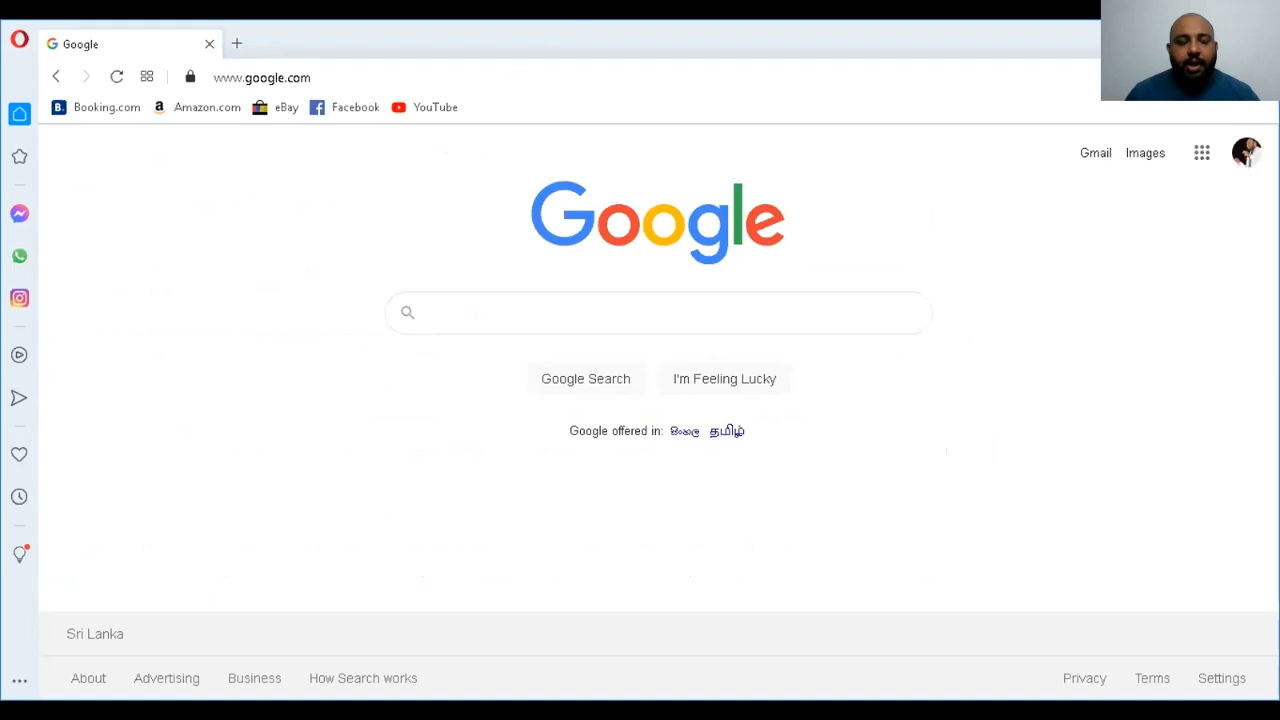 Google
www.google.com
Booking.com Amazon.com eBay Facebook YouTube
Gmail Images
Google
Google Search I'm Feeling Lucky
Google offered in: සිංහල தமிழ்
Sri Lanka
About Advertising Business How Search works Privacy Terms Settings